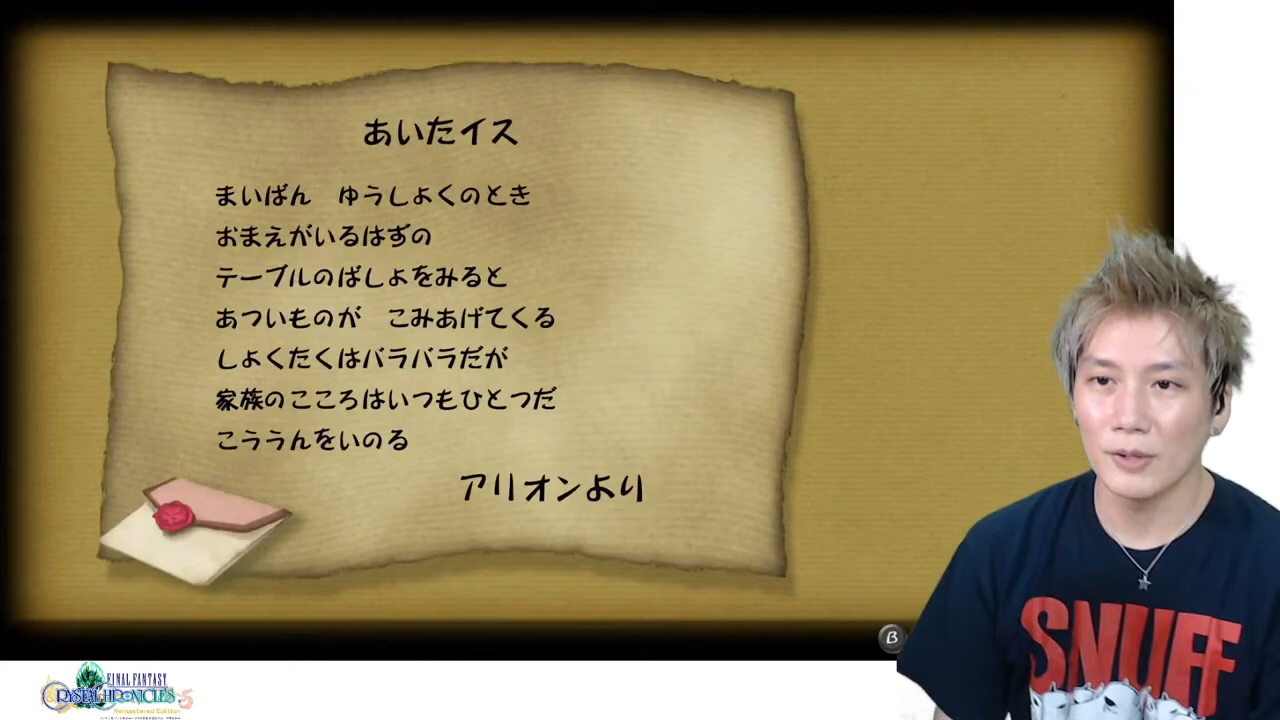 あいたイス
まいばん　ゆうしょくのとき
おまえがいるはずの
テーブルのばしょをみると
あついものが　こみあげてくる
しょくたくはバラバラだが
家族のこころはいつもひとつだ
こううんをいのる
アリオンより
B
SNUFF
FINAL FANTASY
CRYSTAL CHRONICLES
Remastered Edition